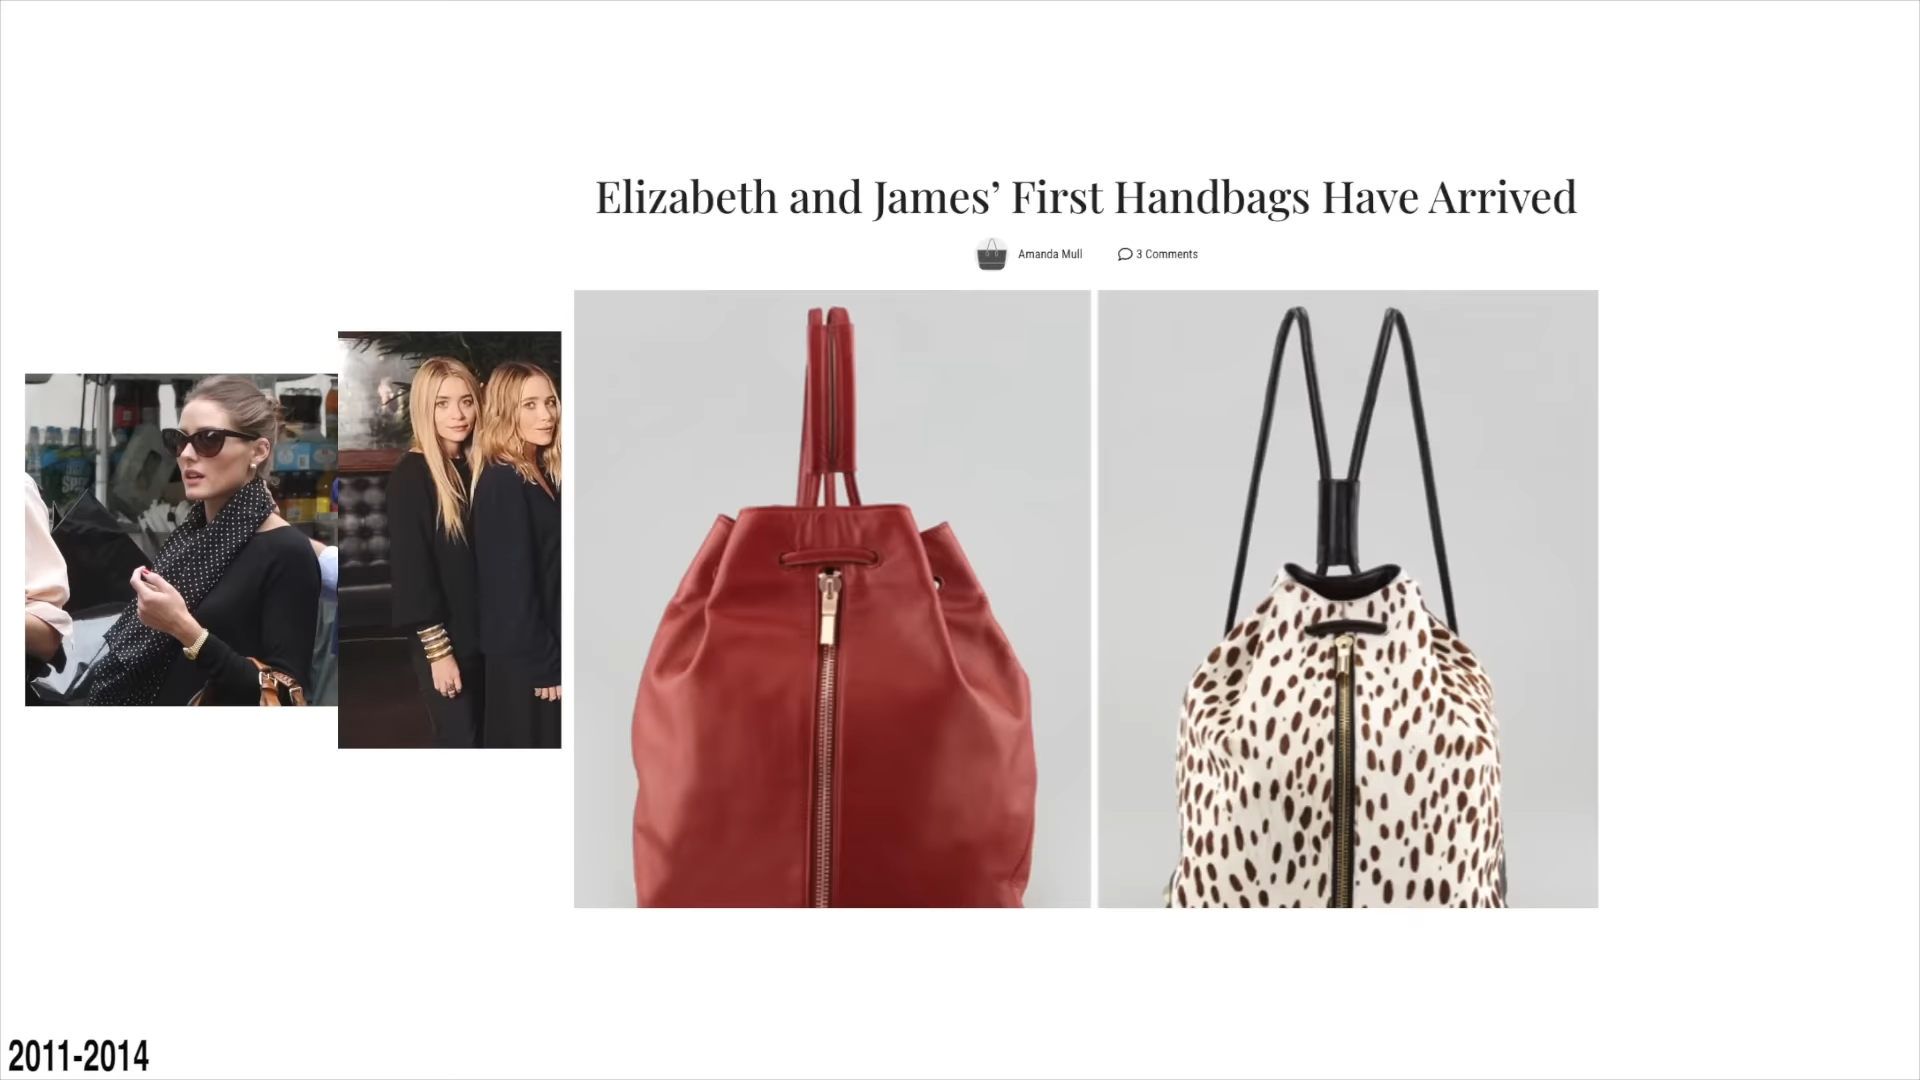 Elizabeth and James’ First Handbags Have Arrived
Amanda Mull
3 Comments
2011-2014